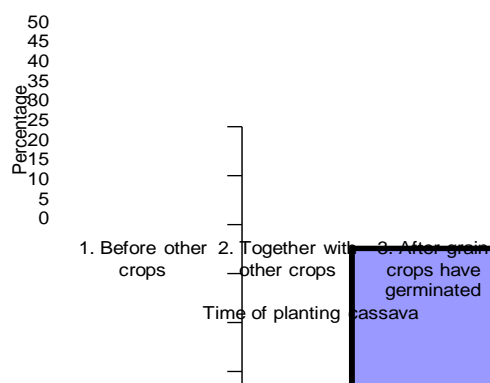 50
45
40
35
30
25
20
15
10
5
0
Percentage
1. Before other crops
2. Together with other crops
3. After grain crops have germinated
Time of planting cassava